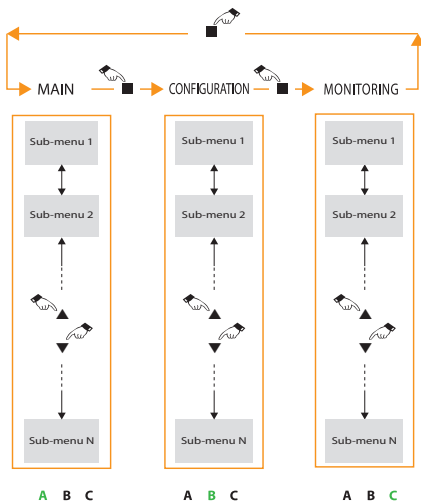 MAIN CONFIGURATION MONITORING
Sub-menu 1 Sub-menu 1 Sub-menu 1
Sub-menu 2 Sub-menu 2 Sub-menu 2
Sub-menu N Sub-menu N Sub-menu N
A B C A B C A B C